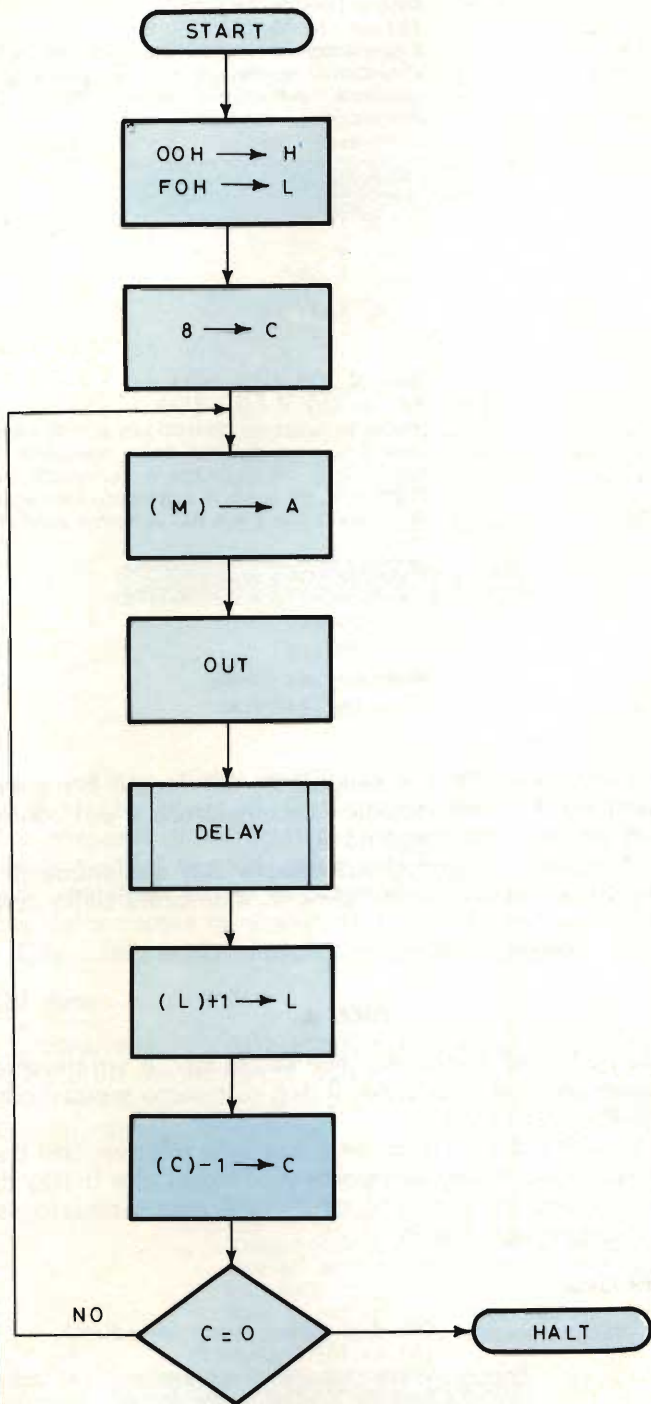 START
00H → H
F0H → L
8 → C
(M) → A
OUT
DELAY
(L)+1 → L
(C)-1 → C
NO
C = 0
HALT